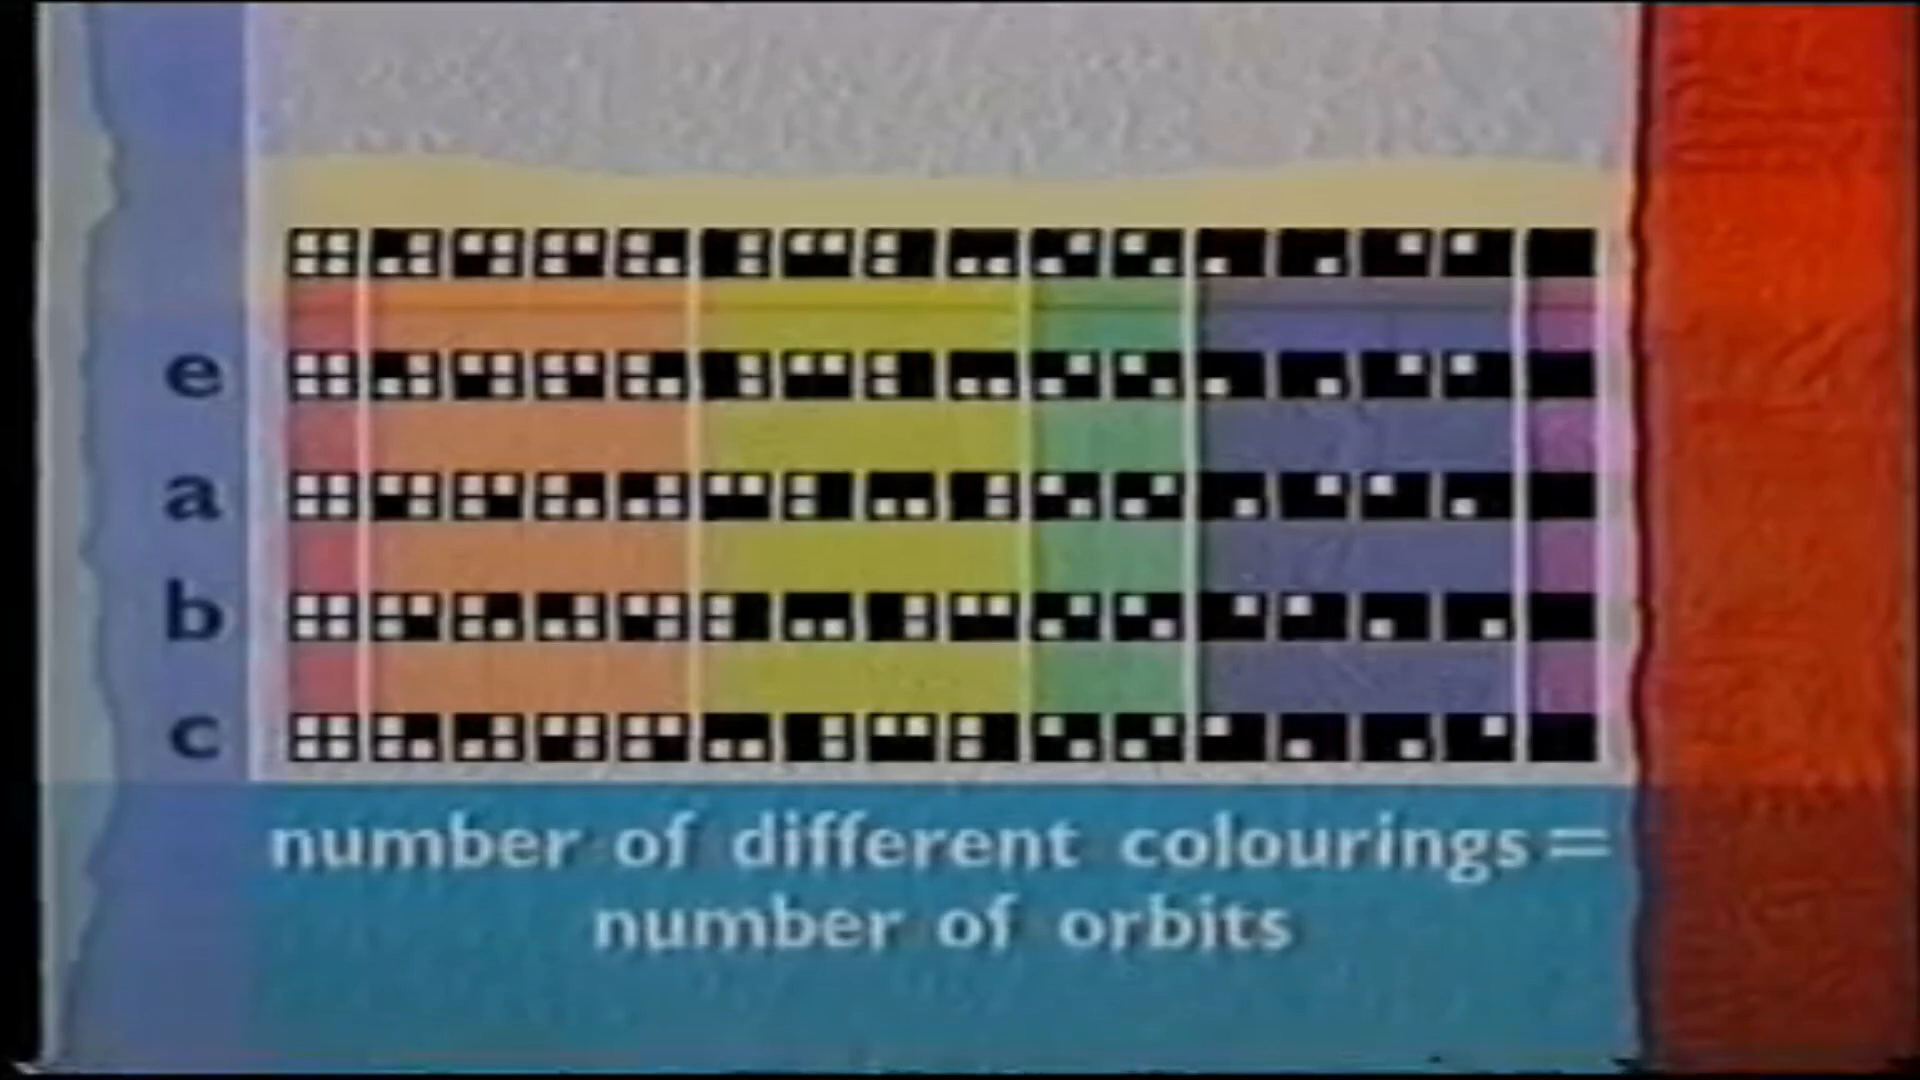 e
a
b
c
number of different colourings =
number of orbits